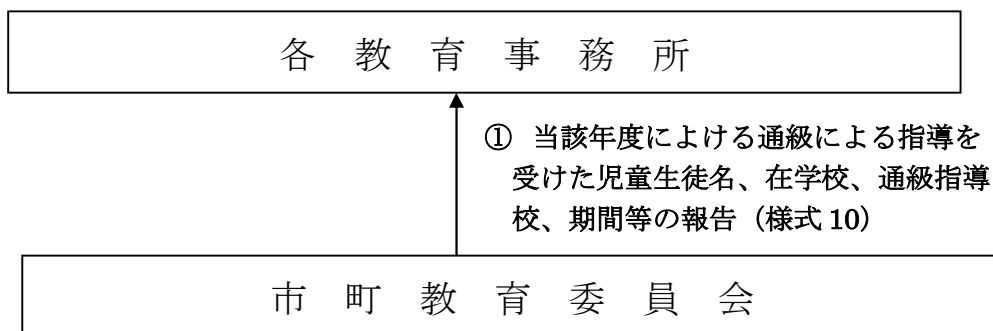 各 教 育 事 務 所
① 当該年度によける通級による指導を
受けた児童生徒名、在学校、通級指導
校、期間等の報告（様式 10）
市 町 教 育 委 員 会